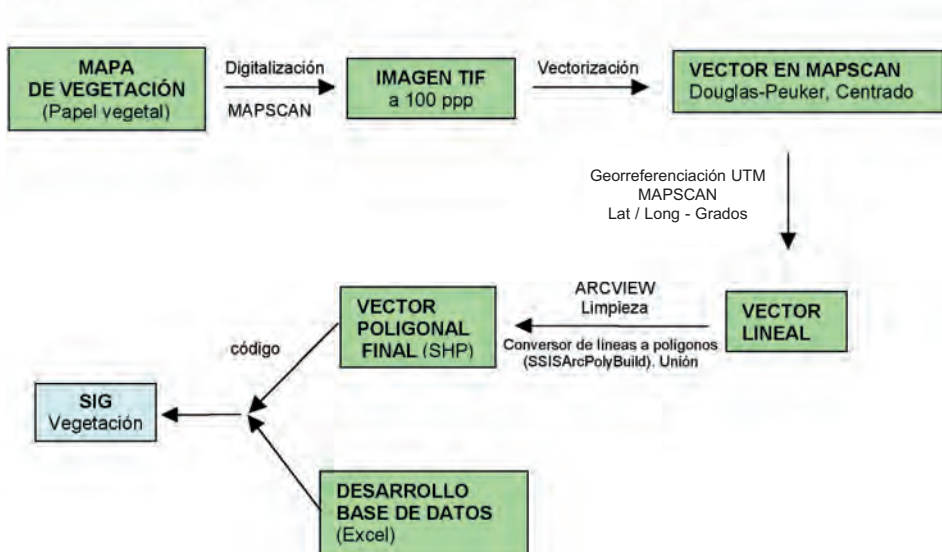 MAPA
DE VEGETACIÓN
(Papel vegetal)
Digitalización
MAPSCAN
IMAGEN TIF
a 100 ppp
Vectorización
VECTOR EN MAPSCAN
Douglas-Peuker, Centrado
Georreferenciación UTM
MAPSCAN
Lat / Long - Grados
VECTOR
LINEAL
ARCVIEW
Limpieza
Conversor de líneas a polígonos
(SSISArcPolyBuild). Unión
VECTOR
POLIGONAL
FINAL (SHP)
código
SIG
Vegetación
DESARROLLO
BASE DE DATOS
(Excel)